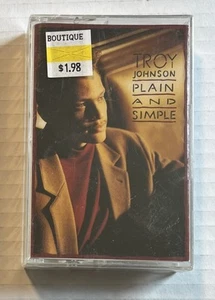 BOUTIQUE
$1.98
TROY
JOHNSON
PLAIN
AND
SIMPLE